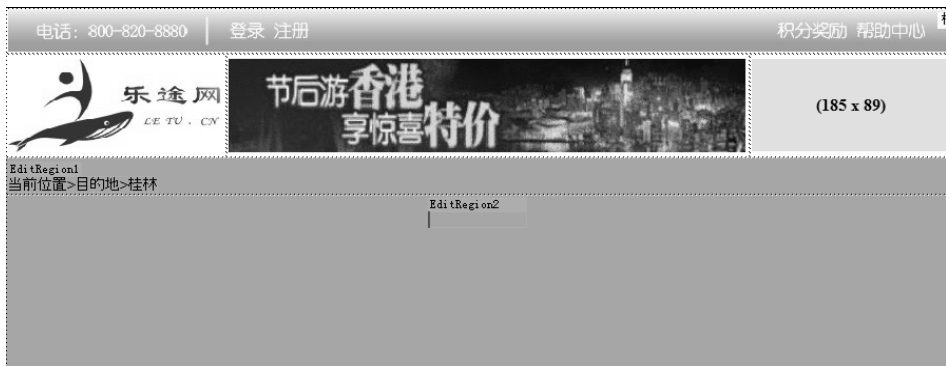 电话：800-820-8880 登录 注册 积分奖励 帮助中心
乐途网
LE TU . CN
节后游香港
享惊喜特价
(185 x 89)
EditRegion1
当前位置>目的地>桂林
EditRegion2